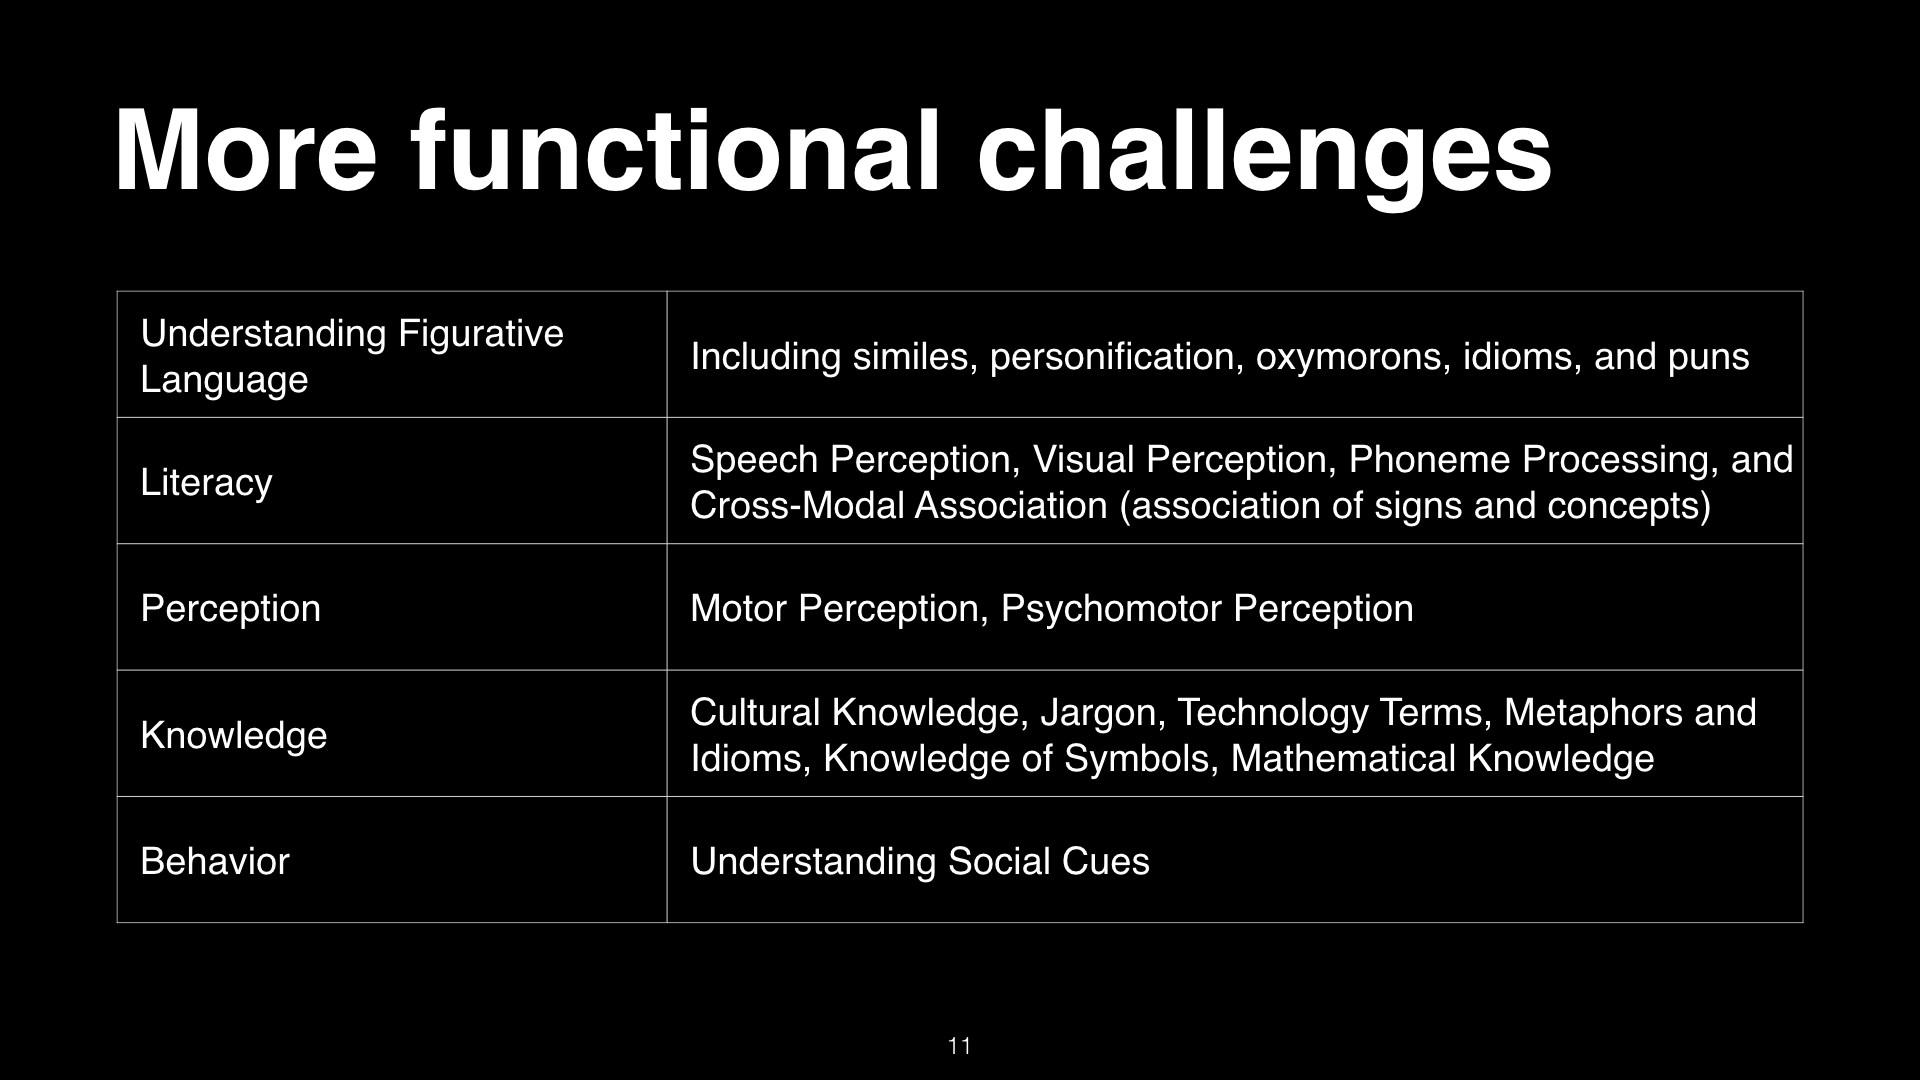 More functional challenges
Understanding Figurative
Language
Including similes, personification, oxymorons, idioms, and puns
Literacy
Speech Perception, Visual Perception, Phoneme Processing, and
Cross-Modal Association (association of signs and concepts)
Perception
Motor Perception, Psychomotor Perception
Knowledge
Cultural Knowledge, Jargon, Technology Terms, Metaphors and
Idioms, Knowledge of Symbols, Mathematical Knowledge
Behavior
Understanding Social Cues
11